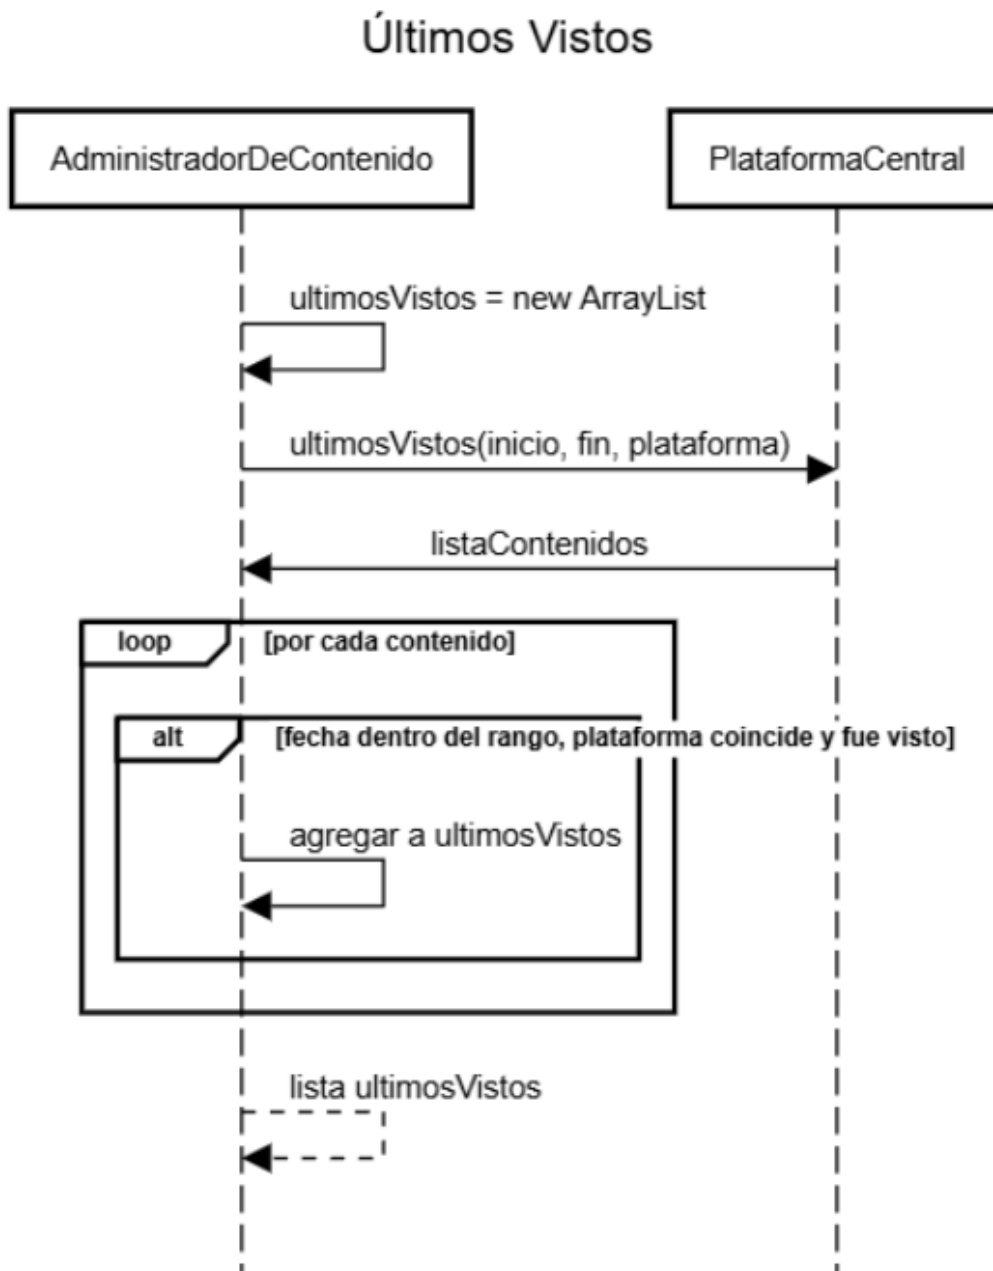 Últimos Vistos
AdministradorDeContenido
PlataformaCentral
ultimosVistos = new ArrayList
ultimosVistos(inicio, fin, plataforma)
listaContenidos
loop
[por cada contenido]
alt
[fecha dentro del rango, plataforma coincide y fue visto]
agregar a ultimosVistos
lista ultimosVistos